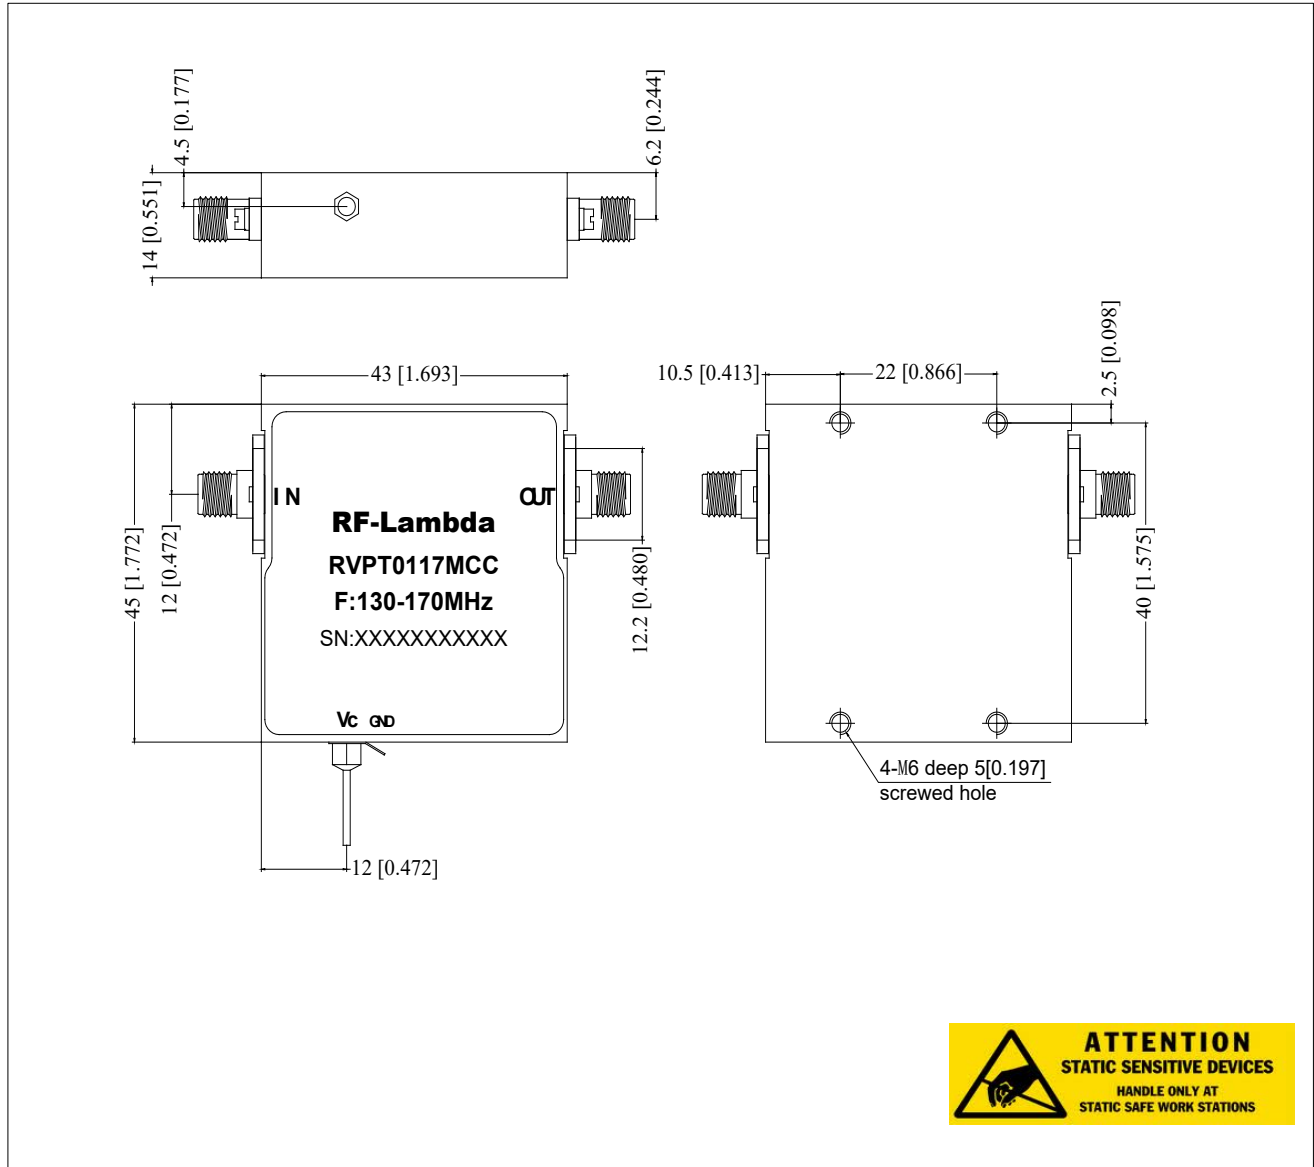 4.5 [0.177]
14 [0.551]
6.2 [0.244]
43 [1.693]
45 [1.772]
12 [0.472]
IN
OUT
RF-Lambda
RVPT0117MCC
F:130-170MHz
SN:XXXXXXXXXXX
Vc GND
12.2 [0.480]
12 [0.472]
10.5 [0.413]
22 [0.866]
2.5 [0.098]
40 [1.575]
4-M6 deep 5[0.197]
screwed hole
ATTENTION
STATIC SENSITIVE DEVICES
HANDLE ONLY AT
STATIC SAFE WORK STATIONS